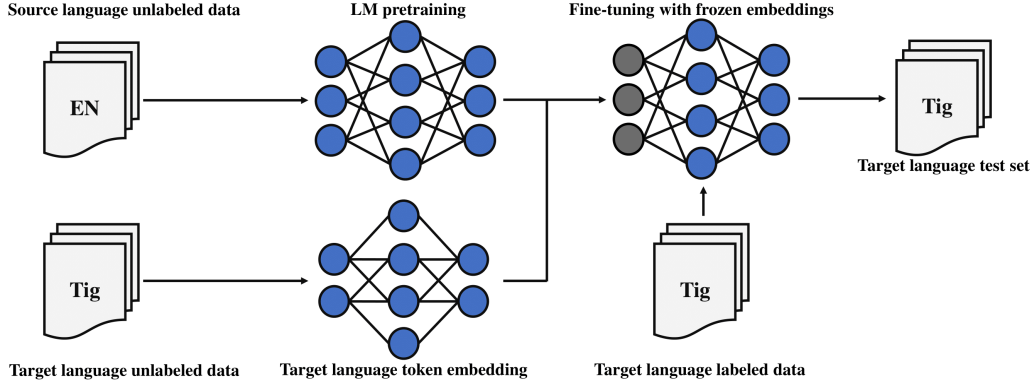 Source language unlabeled data
LM pretraining
Fine-tuning with frozen embeddings
EN
Tig
Target language test set
Tig
Tig
Target language unlabeled data
Target language token embedding
Target language labeled data